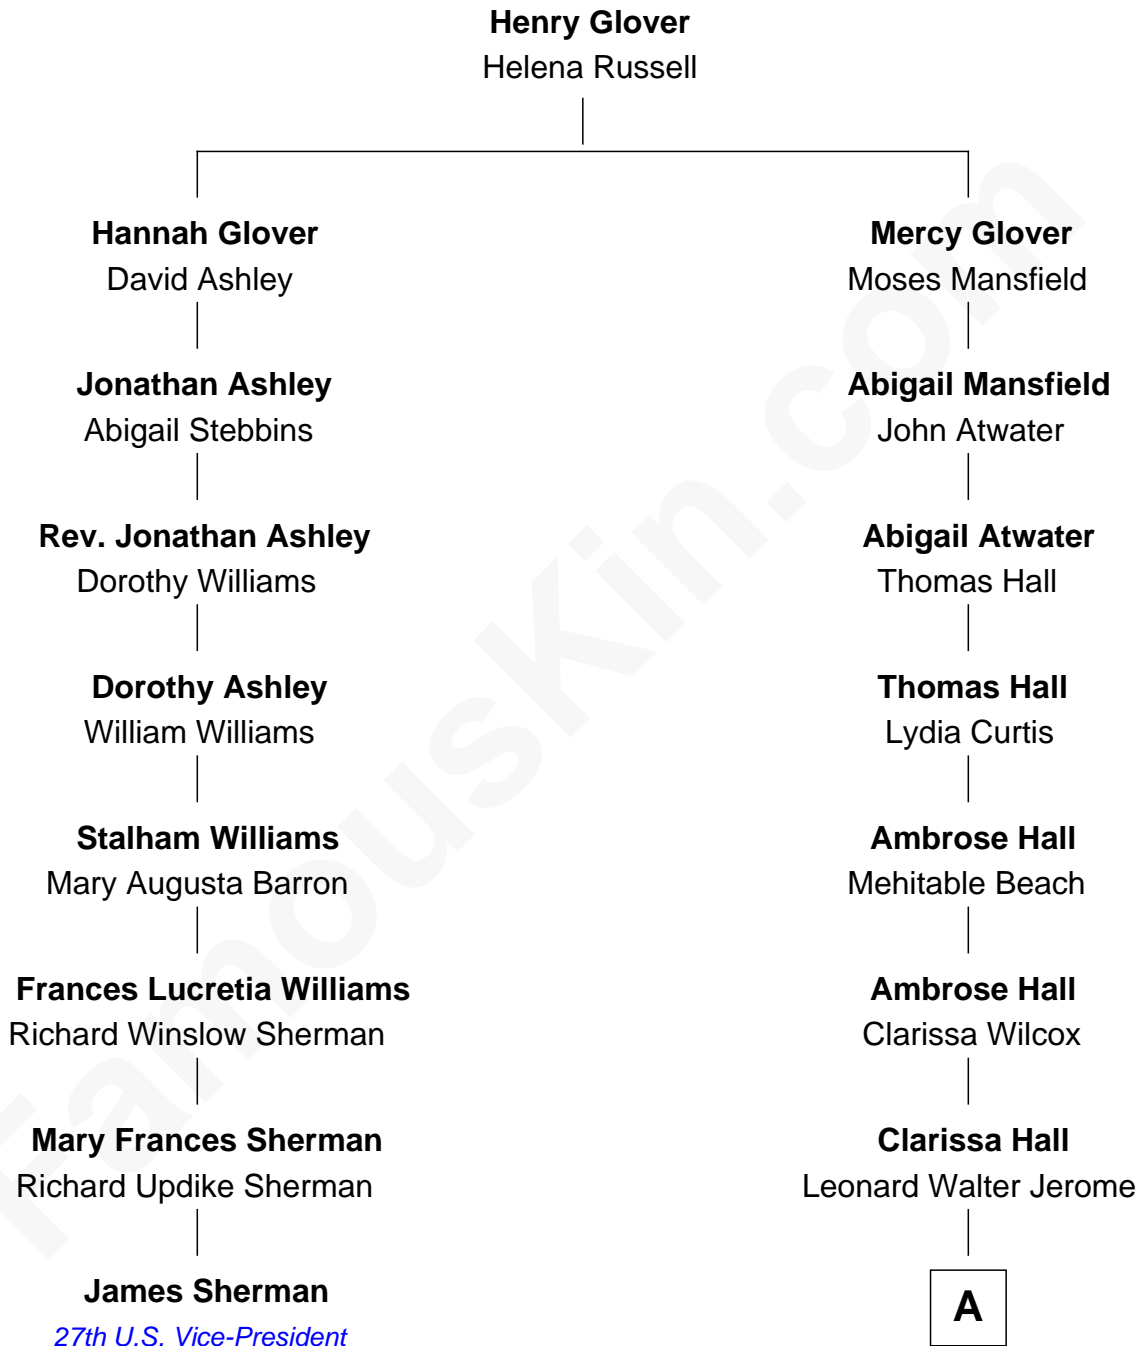 Henry Glover
Helena Russell
Hannah Glover
David Ashley
Mercy Glover
Moses Mansfield
Jonathan Ashley
Abigail Stebbins
Abigail Mansfield
John Atwater
Rev. Jonathan Ashley
Dorothy Williams
Abigail Atwater
Thomas Hall
Dorothy Ashley
William Williams
Thomas Hall
Lydia Curtis
Stalham Williams
Mary Augusta Barron
Ambrose Hall
Mehitable Beach
Frances Lucretia Williams
Richard Winslow Sherman
Ambrose Hall
Clarissa Wilcox
Mary Frances Sherman
Richard Updike Sherman
Clarissa Hall
Leonard Walter Jerome
James Sherman
27th U.S. Vice-President
A
FamousKin.com